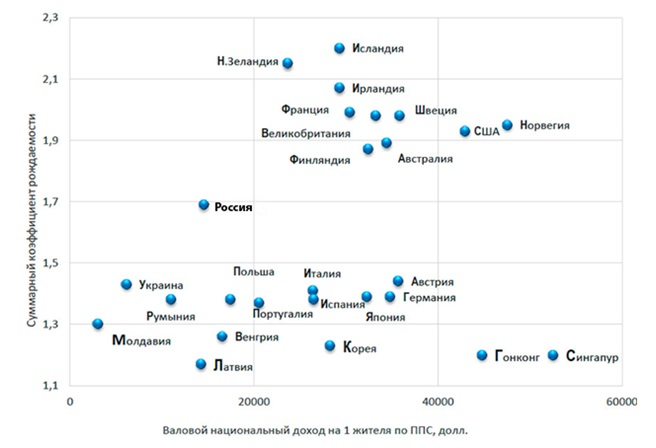 2,3
Исландия
Н.Зеландия
2,1
Ирландия
Франция
Швеция
Великобритания
США
Норвегия
1,9
Финляндия
Австралия
1,7
Россия
1,5
Польша
Италия
Украина
Австрия
Румыния
Португалия
Испания
Германия
Япония
1,3
Молдавия
Венгрия
Корея
Латвия
Гонконг
Сингапур
1,1
0
20000
40000
60000
Суммарный коэффициент рождаемости
Валовой национальный доход на 1 жителя по ППС, долл.